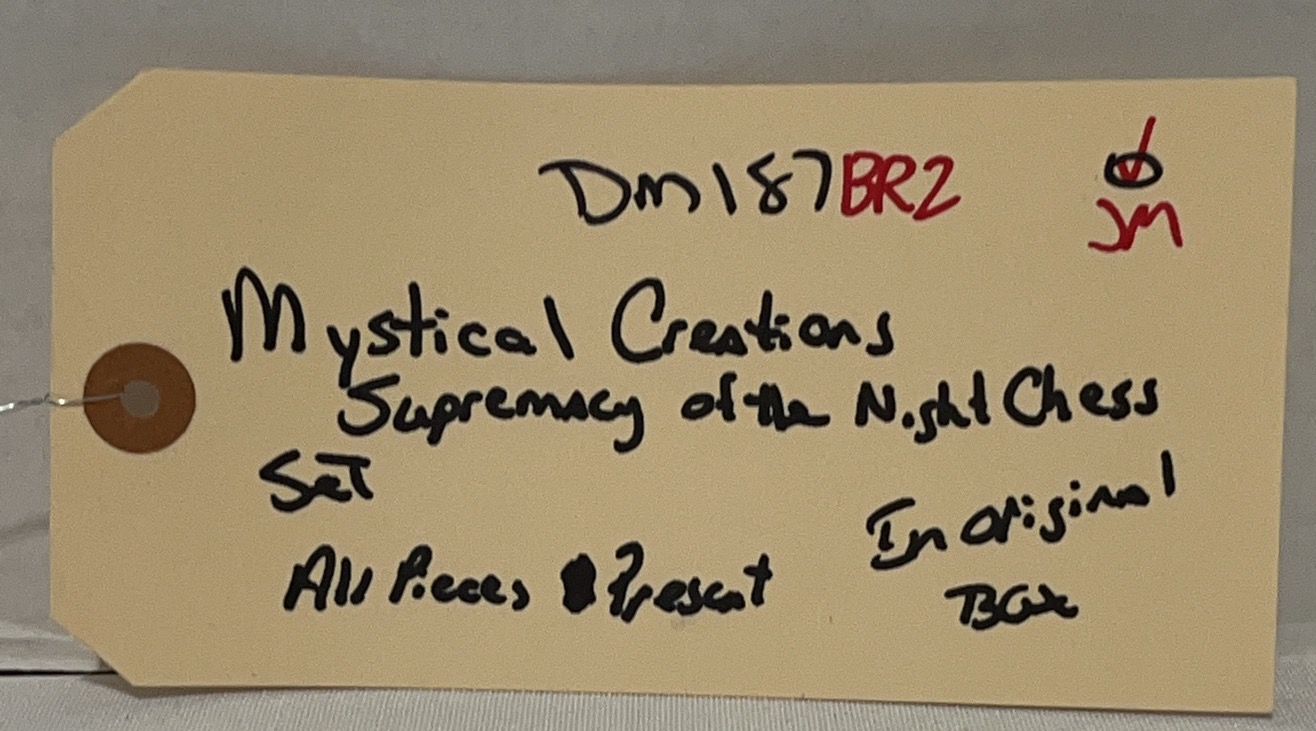 Dm187BR2
JM
Mystical Creations
Supremacy of the Night Chess
Set
In original
Box
All Pieces Present